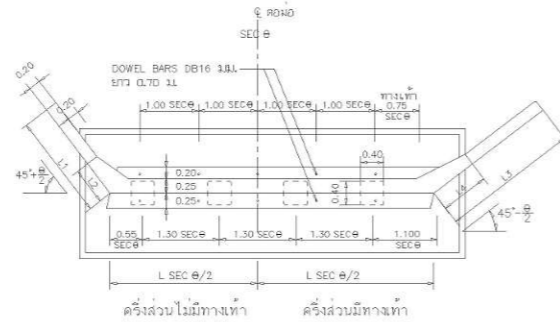 ℄ ตอม่อ
SEC θ
DOWEL BARS DB16 ม.ม.
ยาว 0.70 ม.
ทางเท้า
1.00 SECθ 1.00 SECθ 1.00 SECθ 1.00 SECθ 0.75
SEC θ
0.20
0.20
L1
L2
45°+θ/2
0.20
0.25
0.25
0.40
0.40
L4
L3
45°-θ/2
0.55 1.30 SECθ 1.30 SECθ 1.30 SECθ 1.100
SECθ SECθ
L SEC θ/2 L SEC θ/2
ครึ่งส่วนไม่มีทางเท้า ครึ่งส่วนมีทางเท้า